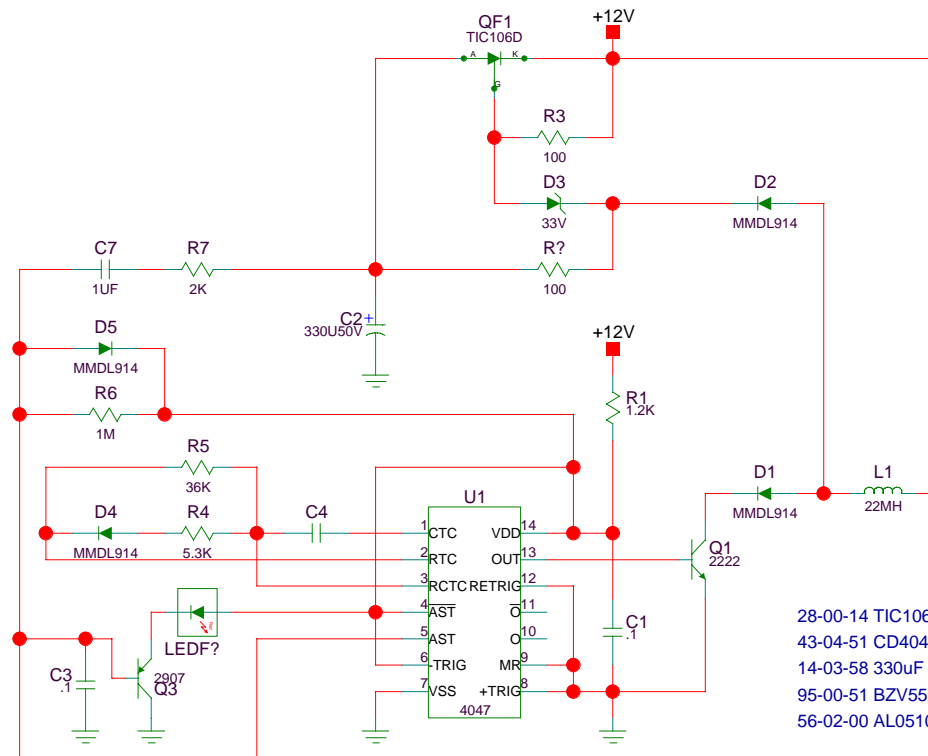 QF1
TIC106D
+12V
A
K
G
R3
100
D3
33V
D2
MMDL914
C7
1UF
R7
2K
R?
100
C2
+
330U50V
D5
MMDL914
+12V
R6
1M
R1
1.2K
R5
36K
D4
MMDL914
R4
5.3K
C4
U1
D1
MMDL914
L1
22MH
1 CTC VDD 14
2 RTC OUT 13
3 RCTC RETRIG 12
4 AST O 11
5 AST O 10
6 -TRIG MR 9
7 VSS +TRIG 8
4047
Q1
2222
LEDF?
C3
.1
2907
Q3
C1
.1
28-00-14 TIC106
43-04-51 CD404
14-03-58 330uF
95-00-51 BZV55
56-02-00 AL0510